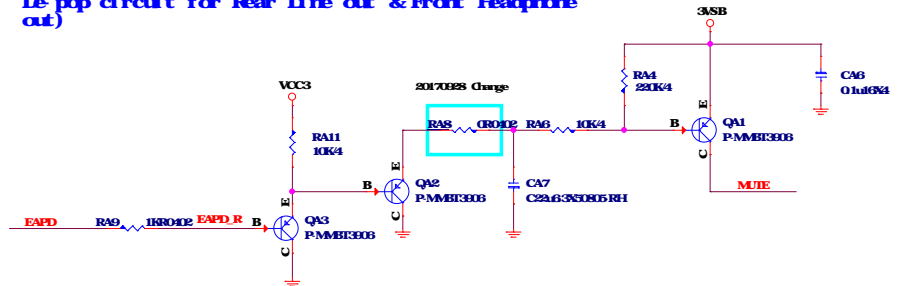 De-pop circuit for Rear Line out & Front Headphone
out)
3VSB
VCC3
20170928 Change
RA4
220K/4
CA6
0.1u16X4
RA8
0R0402
RA6
10K/4
E
B
C
QA1
P-MMBT3906
RA11
10K/4
E
B
C
QA2
P-MMBT3906
CA7
C22u6.3X50805-RH
MUTE
EAPD
RA9
1KR0402
EAPD_R
E
B
C
QA3
P-MMBT3906